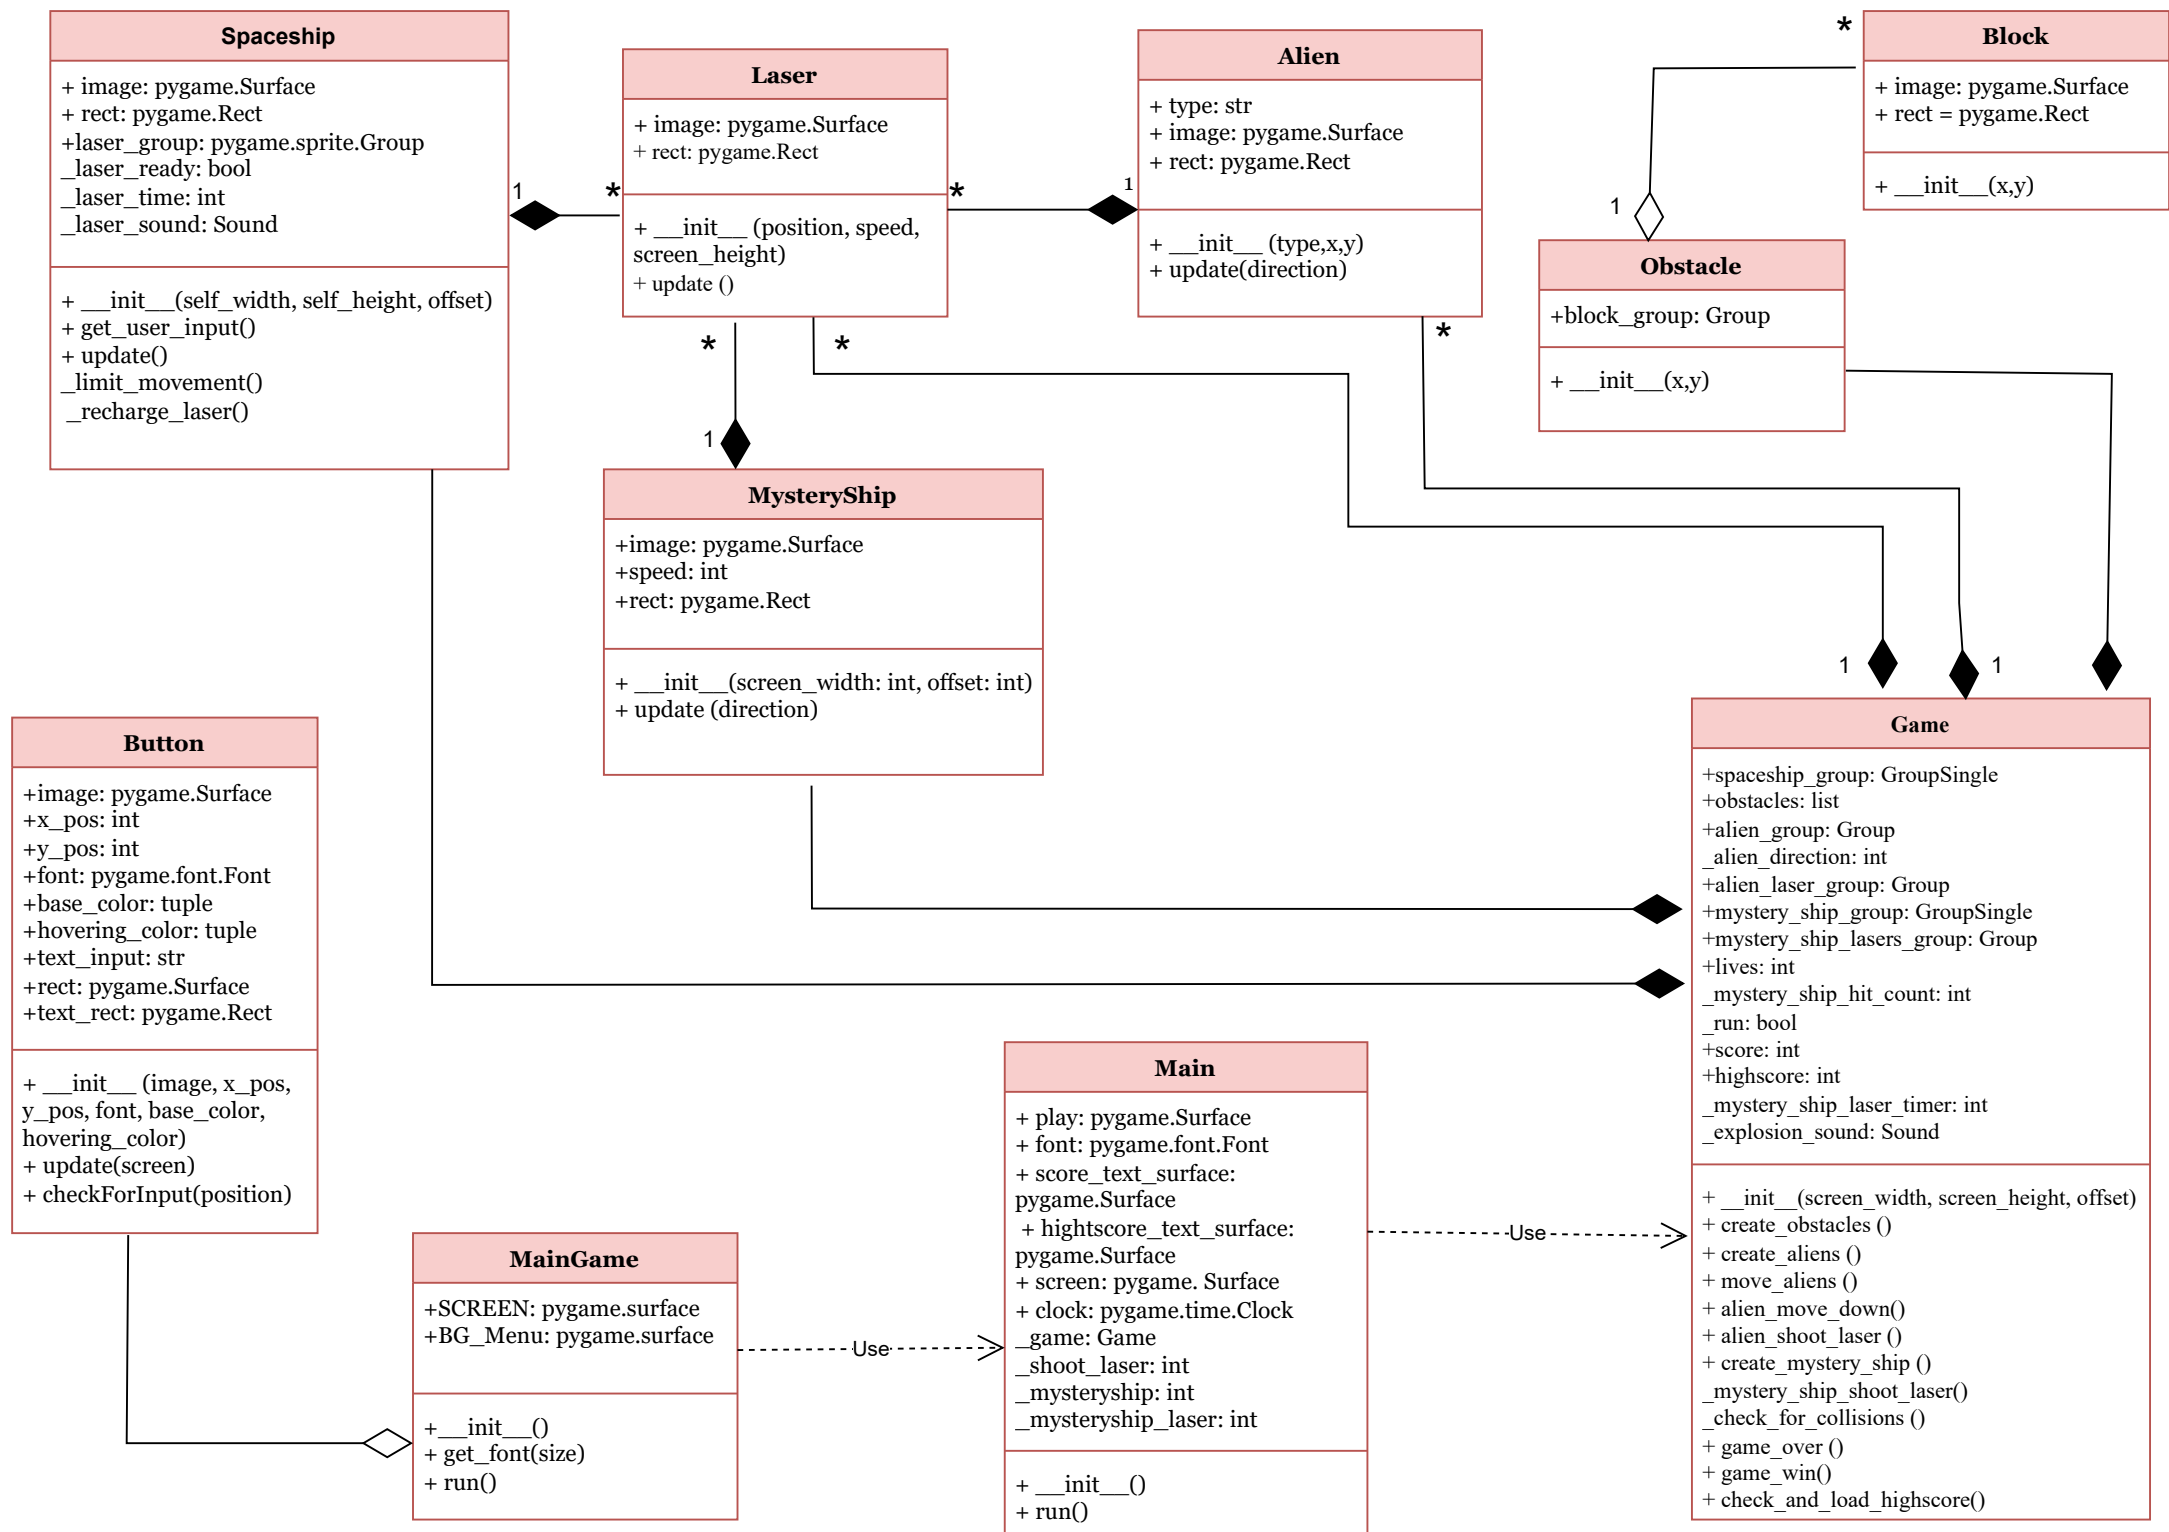 Spaceship
+ image: pygame.Surface
+ rect: pygame.Rect
+laser_group: pygame.sprite.Group
_laser_ready: bool
_laser_time: int
_laser_sound: Sound
+ __init__(self_width, self_height, offset)
+ get_user_input()
+ update()
_limit_movement()
_recharge_laser()
1
*
Laser
+ image: pygame.Surface
+ rect: pygame.Rect
+ __init__ (position, speed,
screen_height)
+ update ()
*
1
Alien
+ type: str
+ image: pygame.Surface
+ rect: pygame.Rect
+ __init__ (type,x,y)
+ update(direction)
*
Block
+ image: pygame.Surface
+ rect = pygame.Rect
+ __init__(x,y)
1
Obstacle
+block_group: Group
+ __init__(x,y)
*
*
*
1
MysteryShip
+image: pygame.Surface
+speed: int
+rect: pygame.Rect
+ __init__(screen_width: int, offset: int)
+ update (direction)
1
1
Button
+image: pygame.Surface
+x_pos: int
+y_pos: int
+font: pygame.font.Font
+base_color: tuple
+hovering_color: tuple
+text_input: str
+rect: pygame.Surface
+text_rect: pygame.Rect
+ __init__ (image, x_pos,
y_pos, font, base_color,
hovering_color)
+ update(screen)
+ checkForInput(position)
MainGame
+SCREEN: pygame.surface
+BG_Menu: pygame.surface
+__init__()
+ get_font(size)
+ run()
Use
Main
+ play: pygame.Surface
+ font: pygame.font.Font
+ score_text_surface:
pygame.Surface
+ hightscore_text_surface:
pygame.Surface
+ screen: pygame. Surface
+ clock: pygame.time.Clock
_game: Game
_shoot_laser: int
_mysteryship: int
_mysteryship_laser: int
+ __init__()
+ run()
Use
Game
+spaceship_group: GroupSingle
+obstacles: list
+alien_group: Group
_alien_direction: int
+alien_laser_group: Group
+mystery_ship_group: GroupSingle
+mystery_ship_lasers_group: Group
+lives: int
_mystery_ship_hit_count: int
_run: bool
+score: int
+highscore: int
_mystery_ship_laser_timer: int
_explosion_sound: Sound
+ __init__(screen_width, screen_height, offset)
+ create_obstacles ()
+ create_aliens ()
+ move_aliens ()
+ alien_move_down()
+ alien_shoot_laser ()
+ create_mystery_ship ()
_mystery_ship_shoot_laser()
_check_for_collisions ()
+ game_over ()
+ game_win()
+ check_and_load_highscore()